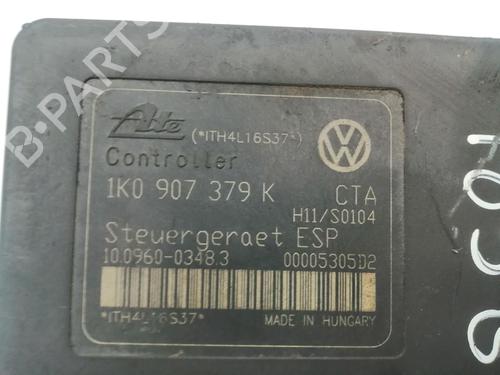 Ate (*ITH4L16S37*)
Controller
1K0 907 379 K CTA
H11/S0104
Steuergeraet ESP
10.0960-0348.3 00005305D2
*ITH4L16S37* MADE IN HUNGARY
B-PARTS